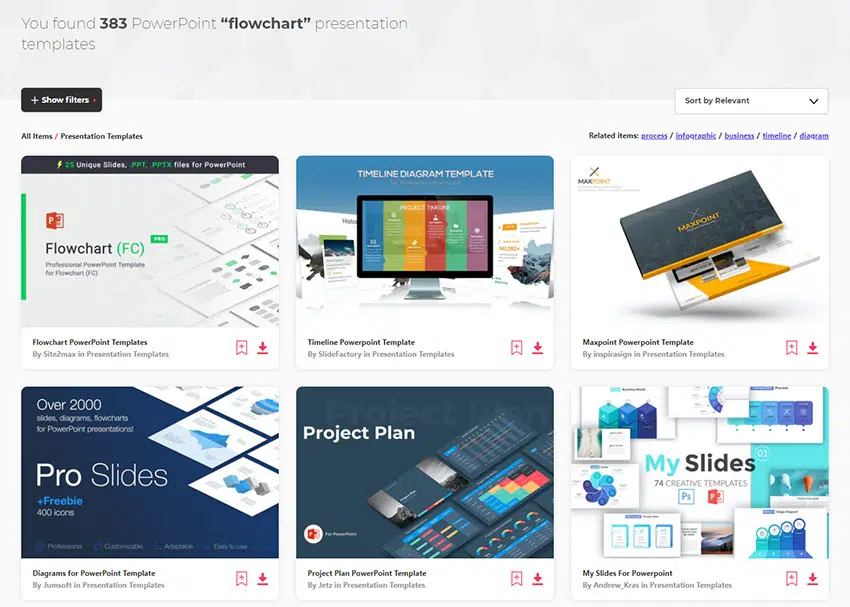 You found 383 PowerPoint “flowchart” presentation
templates
+ Show filters
Sort by Relevant
All Items / Presentation Templates
Related items: process / infographic / business / timeline / diagram
25 Unique Slides, .PPT, .PPTX files for PowerPoint
Flowchart (FC) PRO
Professional PowerPoint Template
for Flowchart (FC)
Flowchart PowerPoint Templates
By Site2max in Presentation Templates
TIMELINE DIAGRAM TEMPLATE
PROJECT TIMELINE
Timeline Powerpoint Template
By SlideFactory in Presentation Templates
MAXPOINT
MAXPOINT
Maxpoint Powerpoint Template
By inspirasign in Presentation Templates
Over 2000
slides, diagrams, flowcharts
for PowerPoint presentations!
Pro Slides
+Freebie
400 icons
Professional
Customizable
Adaptable
Easy to use
Diagrams for PowerPoint Template
By Jumsoft in Presentation Templates
Project Plan
For PowerPoint
Project Plan PowerPoint Template
By Jetz in Presentation Templates
Business Model
Process
01
My Slides
74 CREATIVE TEMPLATES
Ps
My Slides For Powerpoint
By Andrew_Kras in Presentation Templates